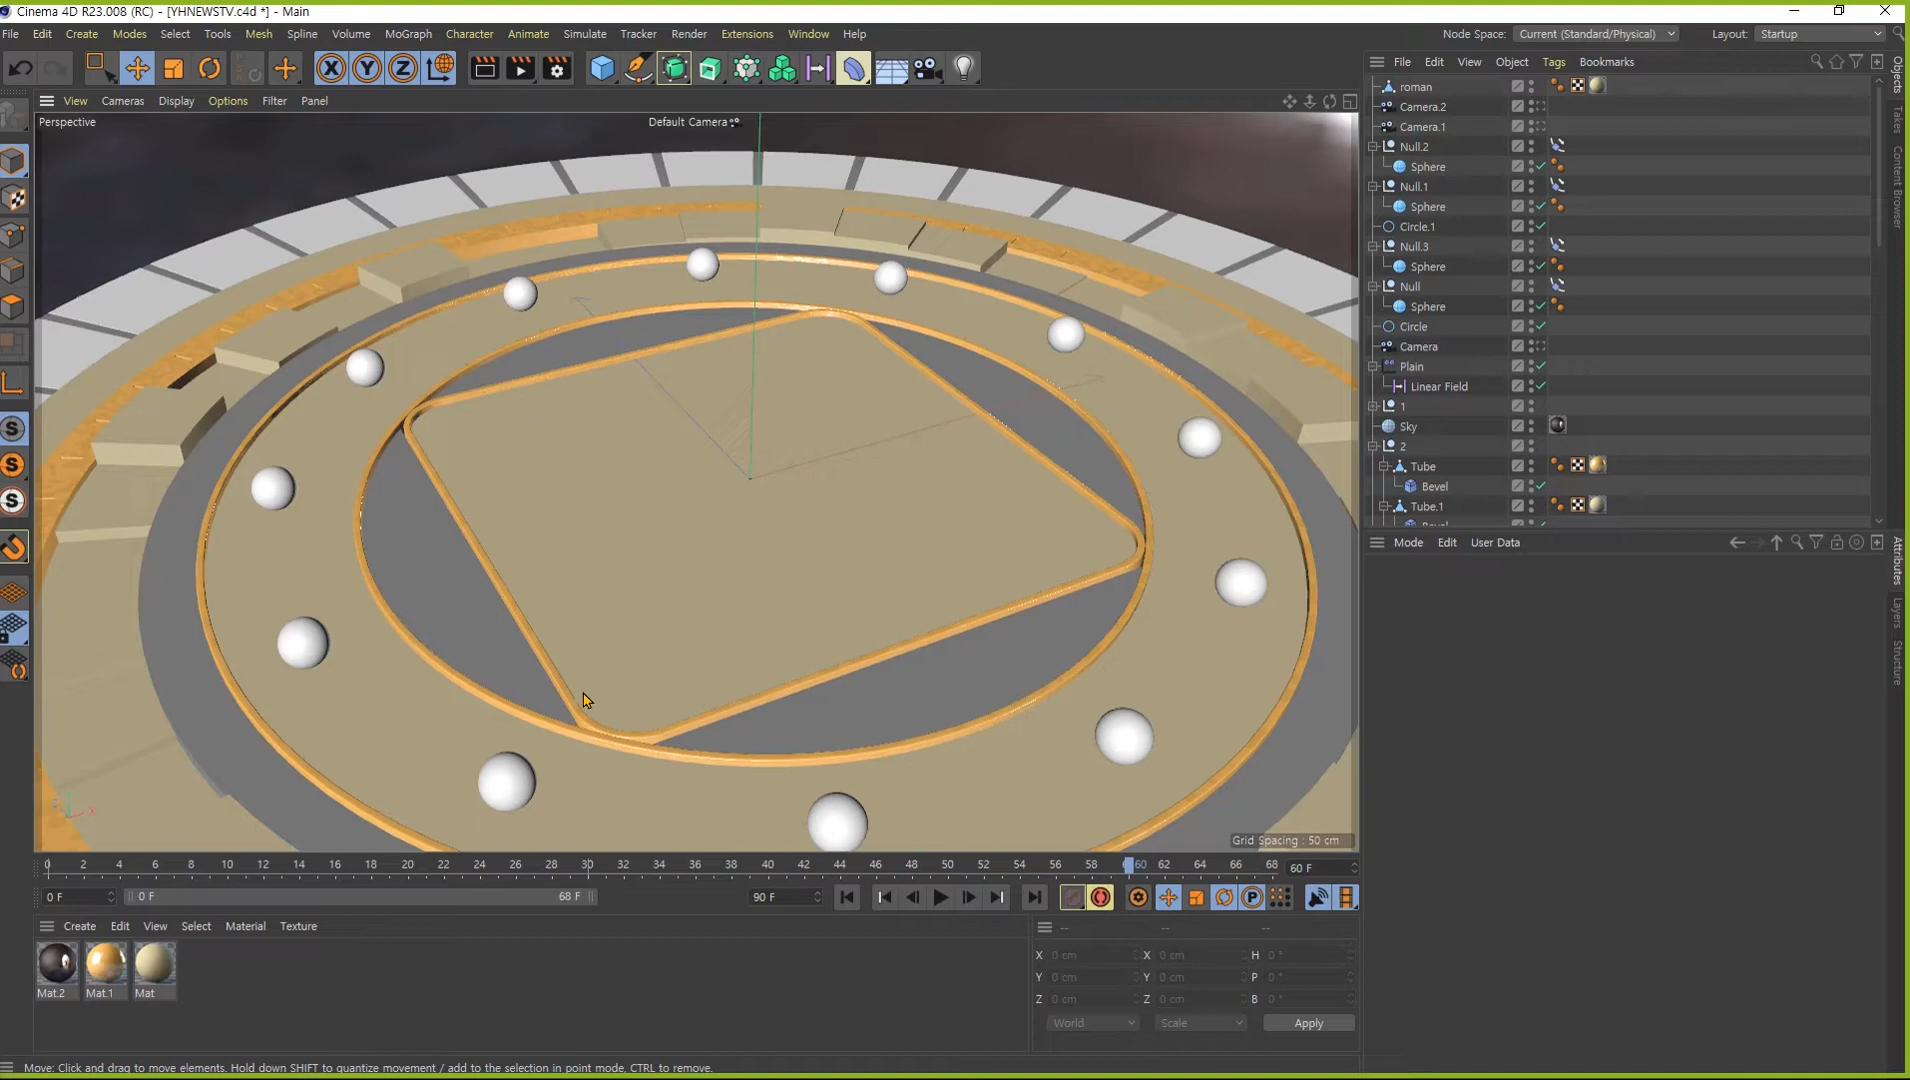 Cinema 4D R23.008 (RC) - [YHNEWSTV.c4d *] - Main
File Edit Create Modes Select Tools Mesh Spline Volume MoGraph Character Animate Simulate Tracker Render Extensions Window Help
Node Space: Current (Standard/Physical) Layout: Startup
View Cameras Display Options Filter Panel
Perspective
Default Camera
Grid Spacing : 50 cm
0 2 4 6 8 10 12 14 16 18 20 22 24 26 28 30 32 34 36 38 40 42 44 46 48 50 52 54 56 58 60 62 64 66 68 60 F
0 F 0 F 68 F 90 F
Create Edit View Select Material Texture
Mat.2 Mat.1 Mat
-- -- --
X 0 cm X 0 cm H 0 °
Y 0 cm Y 0 cm P 0 °
Z 0 cm Z 0 cm B 0 °
World Scale Apply
Move: Click and drag to move elements. Hold down SHIFT to quantize movement / add to the selection in point mode, CTRL to remove.
File Edit View Object Tags Bookmarks
roman
Camera.2
Camera.1
Null.2
Sphere
Null.1
Sphere
Circle.1
Null.3
Sphere
Null
Sphere
Circle
Camera
Plain
Linear Field
1
Sky
2
Tube
Bevel
Tube.1
Bevel
Mode Edit User Data
Objects
Takes
Content Browser
Attributes
Layers
Structure